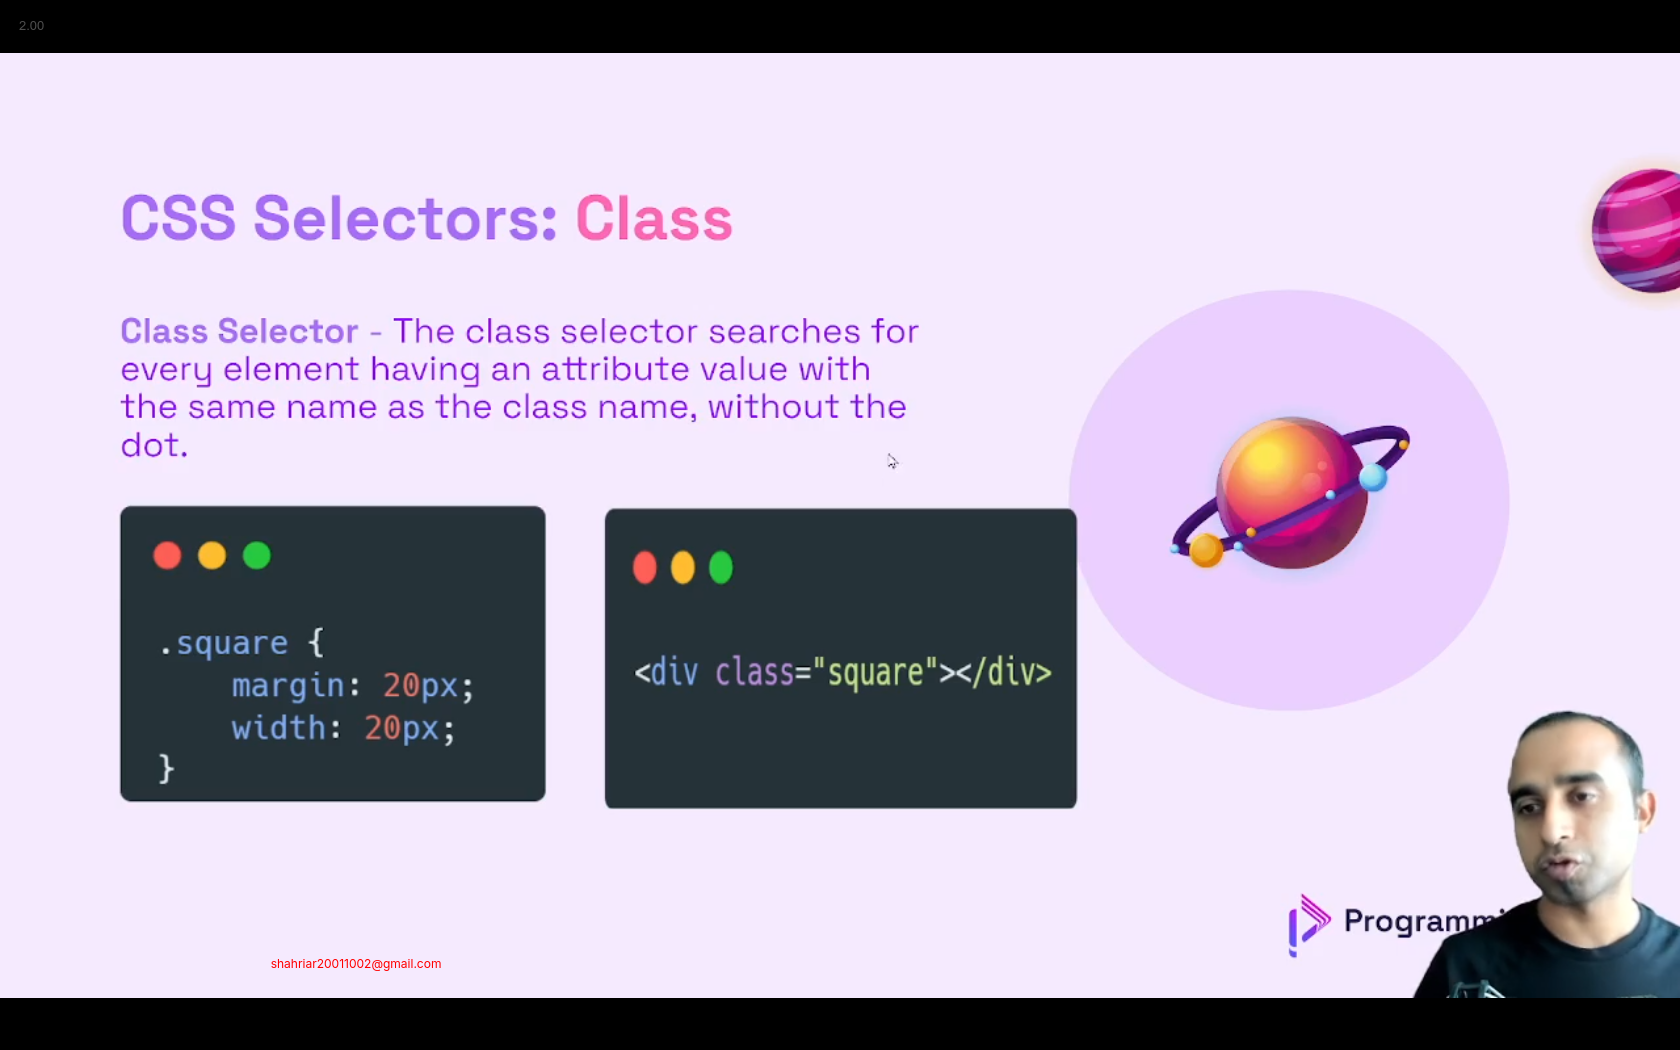 2.00
CSS Selectors: Class
Class Selector - The class selector searches for
every element having an attribute value with
the same name as the class name, without the
dot.
.square {
    margin: 20px;
    width: 20px;
}
<div class="square"></div>
shahriar20011002@gmail.com